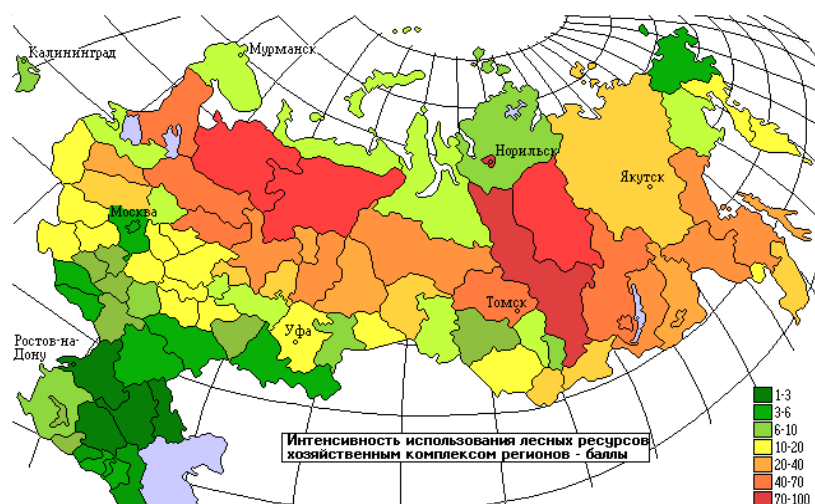 Калининград
Мурманск
Норильск
Якутск
Москва
Томск
Уфа
Ростов-на-
Дону
Интенсивность использования лесных ресурсов
хозяйственным комплексом регионов - баллы
1-3
3-6
6-10
10-20
20-40
40-70
70-100